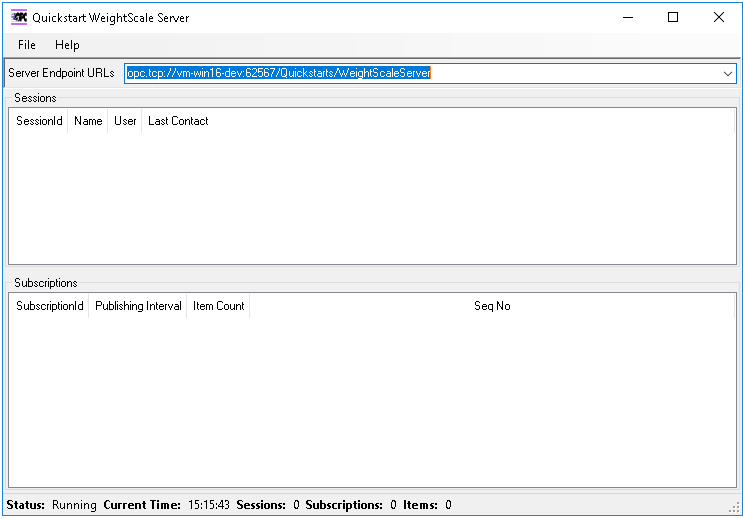 Quickstart WeightScale Server
File Help
Server Endpoint URLs opc.tcp://vm-win16-dev:62567/Quickstarts/WeightScaleServer
Sessions
SessionId Name User Last Contact
Subscriptions
SubscriptionId Publishing Interval Item Count Seq No
Status: Running Current Time: 15:15:43 Sessions: 0 Subscriptions: 0 Items: 0